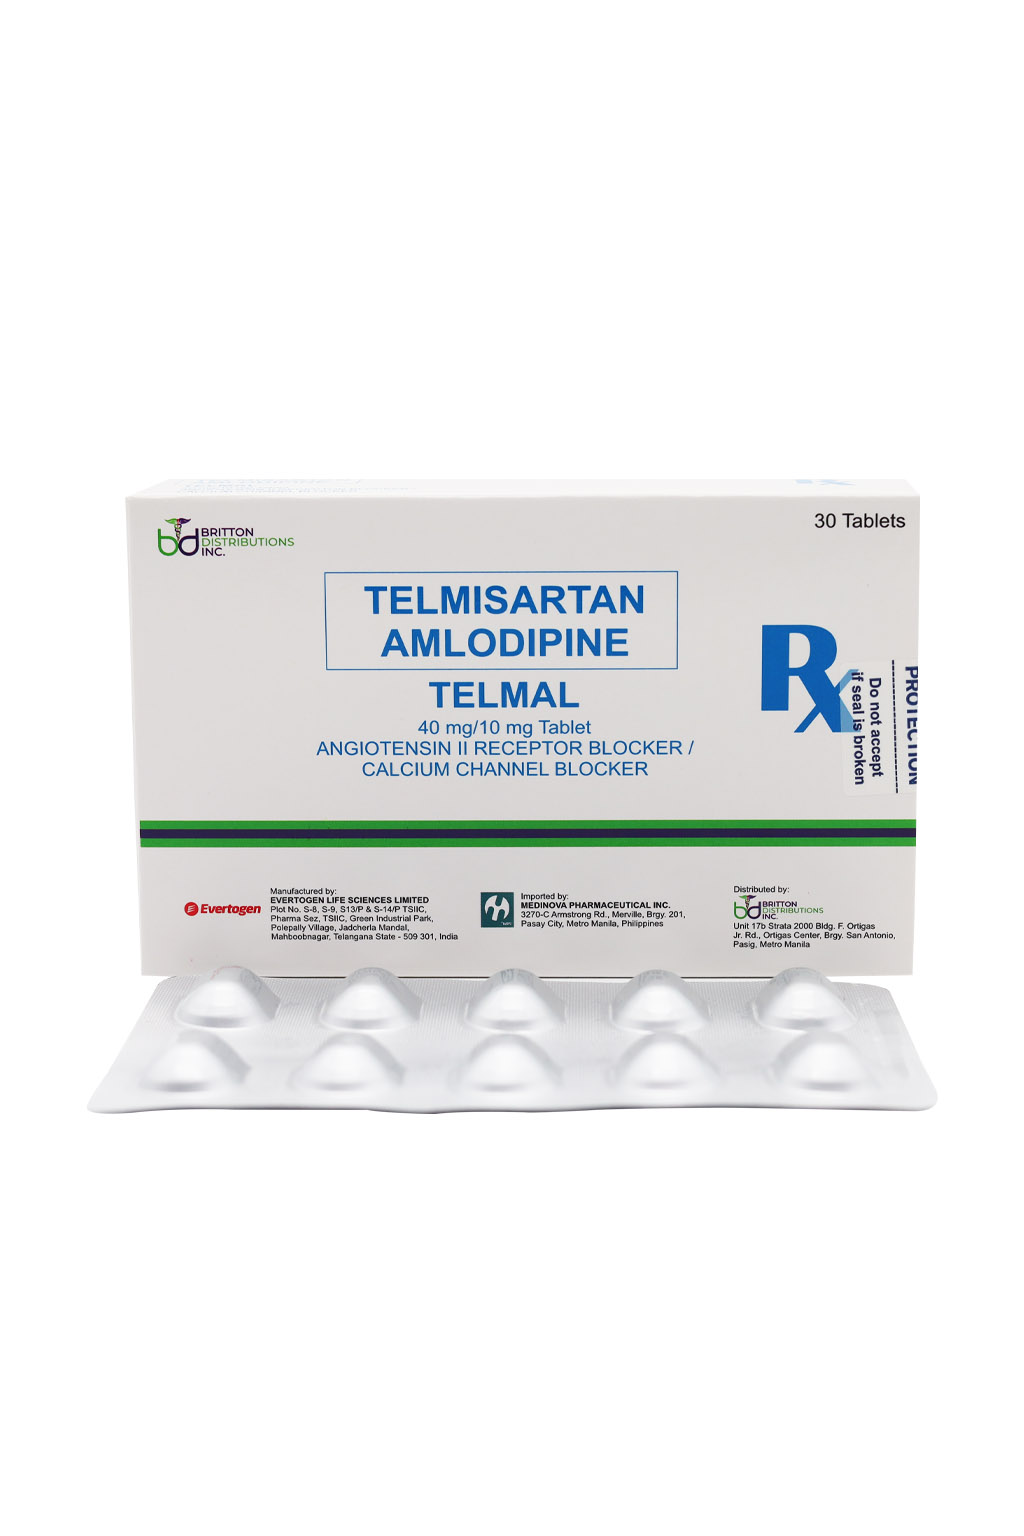 BRITTON
DISTRIBUTIONS
INC.
30 Tablets
TELMISARTAN
AMLODIPINE
TELMAL
40 mg/10 mg Tablet
ANGIOTENSIN II RECEPTOR BLOCKER /
CALCIUM CHANNEL BLOCKER
Rx
PROTECTION
Do not accept
if seal is broken
Evertogen
Manufactured by:
EVERTOGEN LIFE SCIENCES LIMITED
Plot No. S-8, S-9, S13/P & S-14/P TSIIC,
Pharma Sez, TSIIC, Green Industrial Park,
Polepally Village, Jadcherla Mandal,
Mahboobnagar, Telangana State - 509 301, India
Imported by:
MEDINOVA PHARMACEUTICAL INC.
3270-C Armstrong Rd., Merville, Brgy. 201,
Pasay City, Metro Manila, Philippines
Distributed by:
BRITTON
DISTRIBUTIONS
INC.
Unit 17b Strata 2000 Bldg. F. Ortigas
Jr. Rd., Ortigas Center, Brgy. San Antonio,
Pasig, Metro Manila